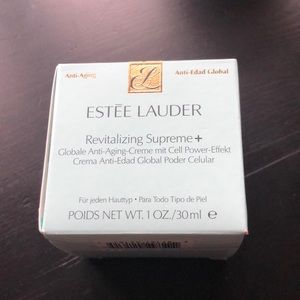 Anti-Aging
Anti-Edad Global
ESTĒE LAUDER
Revitalizing Supreme+
Globale Anti-Aging-Creme mit Cell Power-Effekt
Crema Anti-Edad Global Poder Celular
Für jeden Hauttyp • Para Todo Tipo de Piel
POIDS NET WT. 1 OZ./30 ml ℮